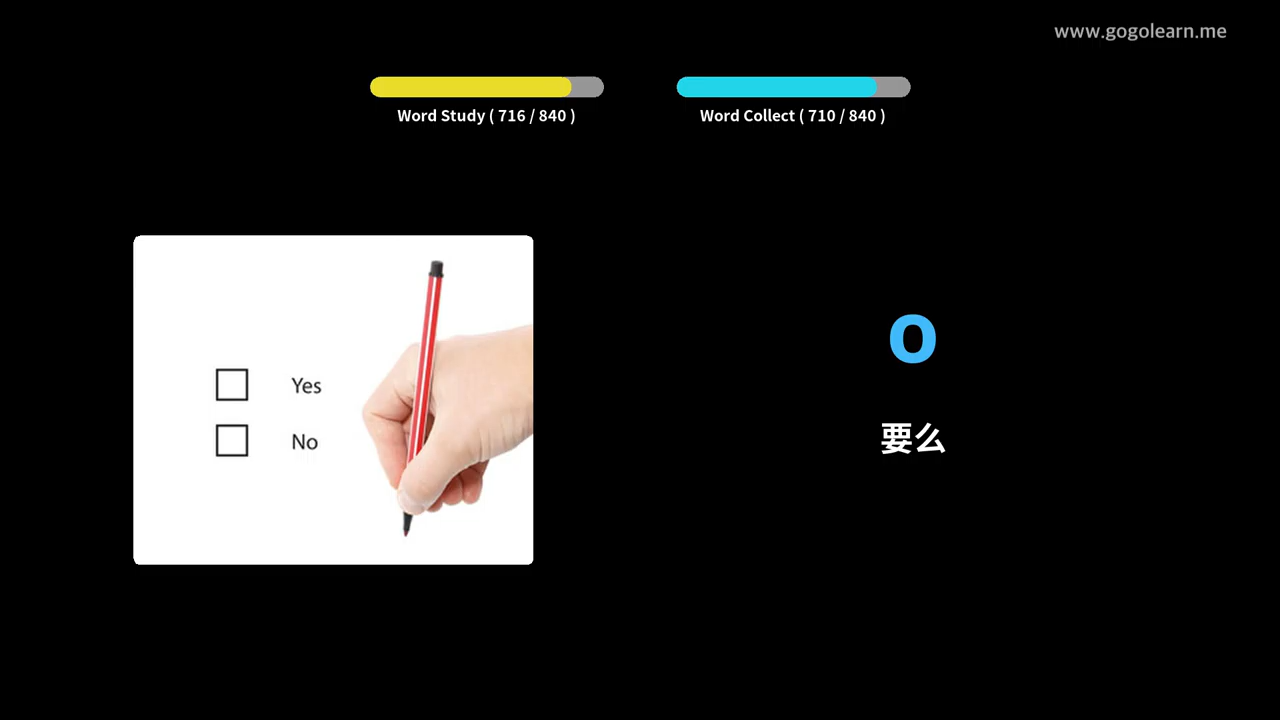 www.gogolearn.me
Word Study ( 716 / 840 )
Word Collect ( 710 / 840 )
Yes
No
o
要么